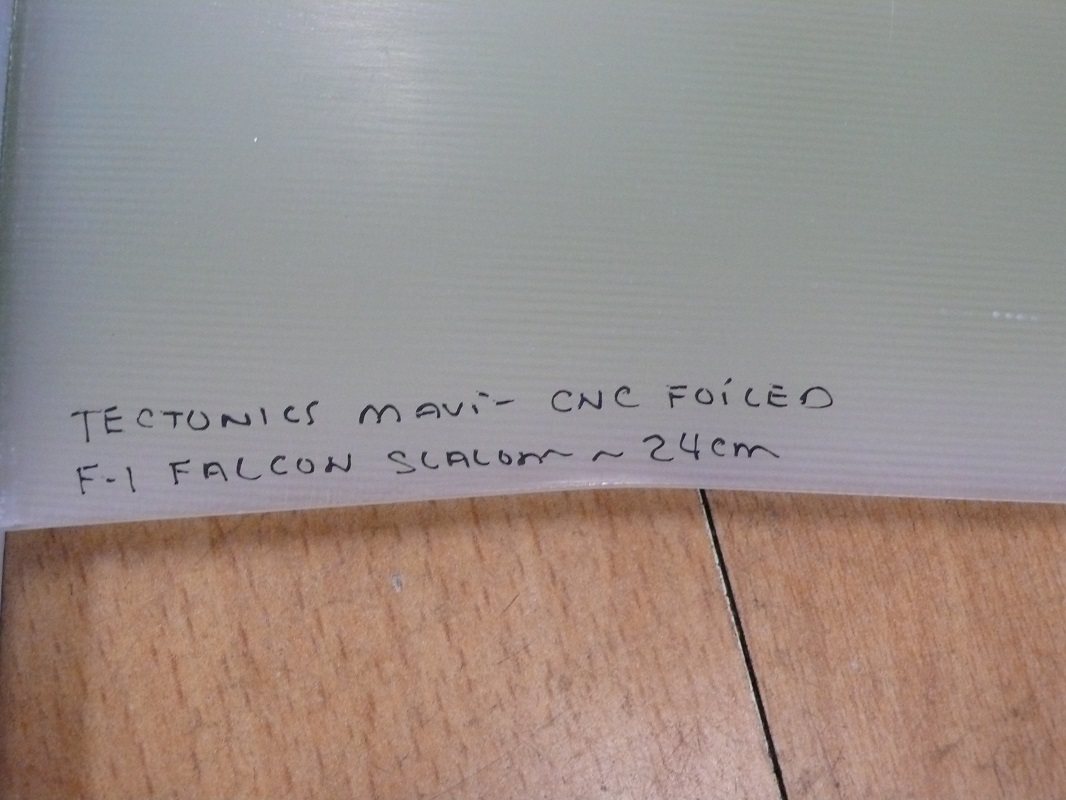 TECTONICS MAUi - CNC FOiLED
F-1 FALCON SLALOM ~ 24cm